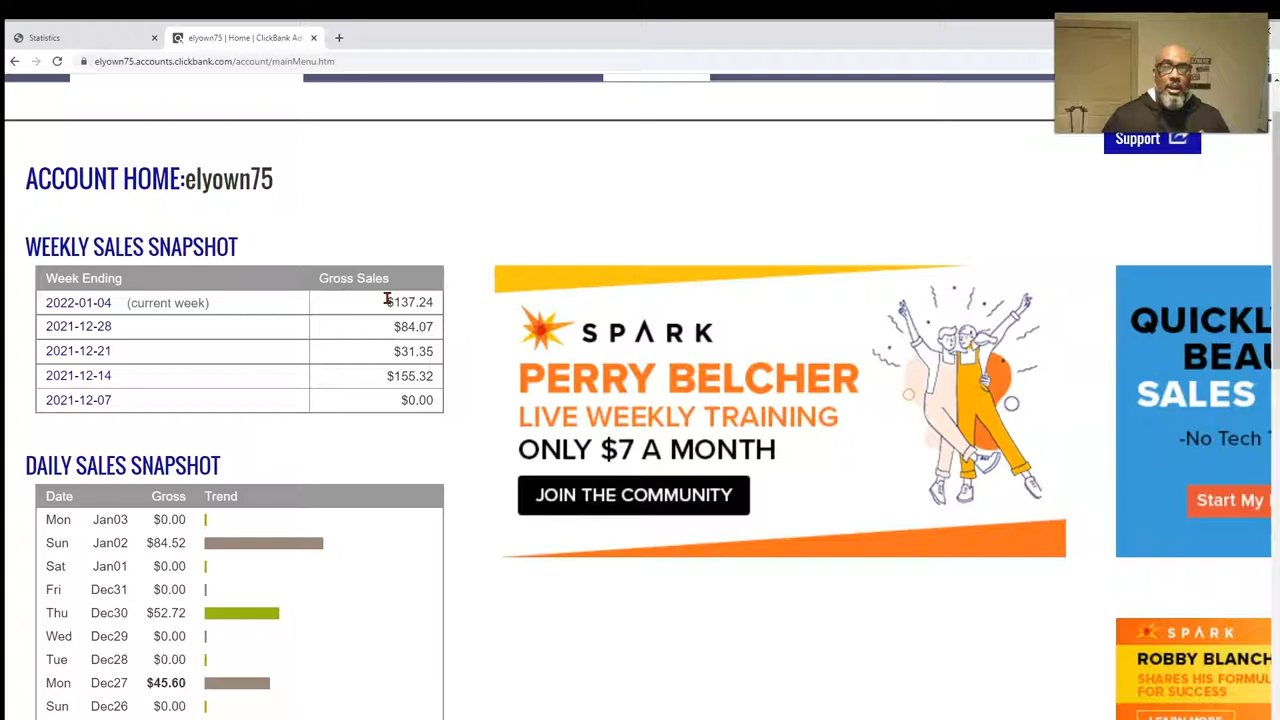 Statistics
elyown75 | Home | ClickBank Ad
elyown75.accounts.clickbank.com/account/mainMenu.htm
Support
ACCOUNT HOME:elyown75
WEEKLY SALES SNAPSHOT
Week Ending Gross Sales
2022-01-04 (current week) $137.24
2021-12-28 $84.07
2021-12-21 $31.35
2021-12-14 $155.32
2021-12-07 $0.00
DAILY SALES SNAPSHOT
Date Gross Trend
Mon Jan03 $0.00
Sun Jan02 $84.52
Sat Jan01 $0.00
Fri Dec31 $0.00
Thu Dec30 $52.72
Wed Dec29 $0.00
Tue Dec28 $0.00
Mon Dec27 $45.60
Sun Dec26 $0.00
SPARK
PERRY BELCHER
LIVE WEEKLY TRAINING
ONLY $7 A MONTH
JOIN THE COMMUNITY
QUICKL
BEAU
SALES
-No Tech
Start My
SPARK
ROBBY BLANCH
SHARES HIS FORMUL
FOR SUCCESS
LEARN MORE